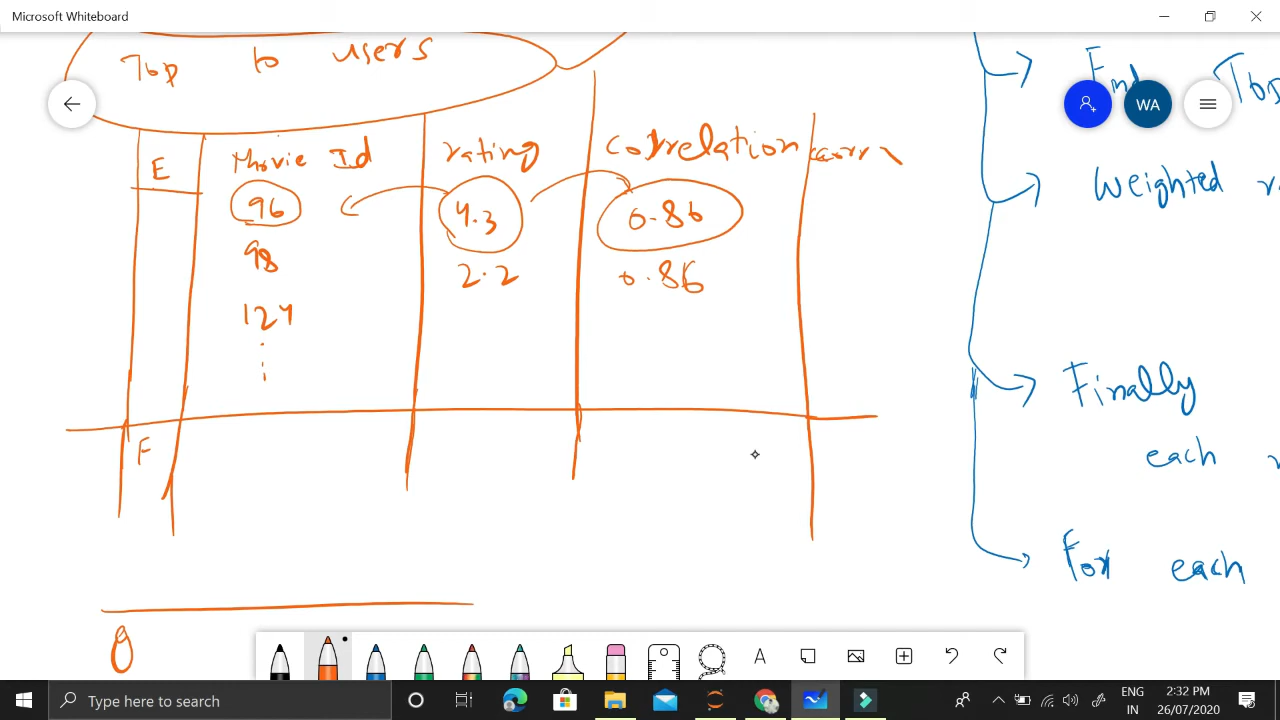 Microsoft Whiteboard
Top to users
E Movie Id rating correlation
96 4.3 0.86
98 2.2 0.86
124
F
WA
Weighted
Finally
each
For each
Type here to search
ENG
IN
2:32 PM
26/07/2020